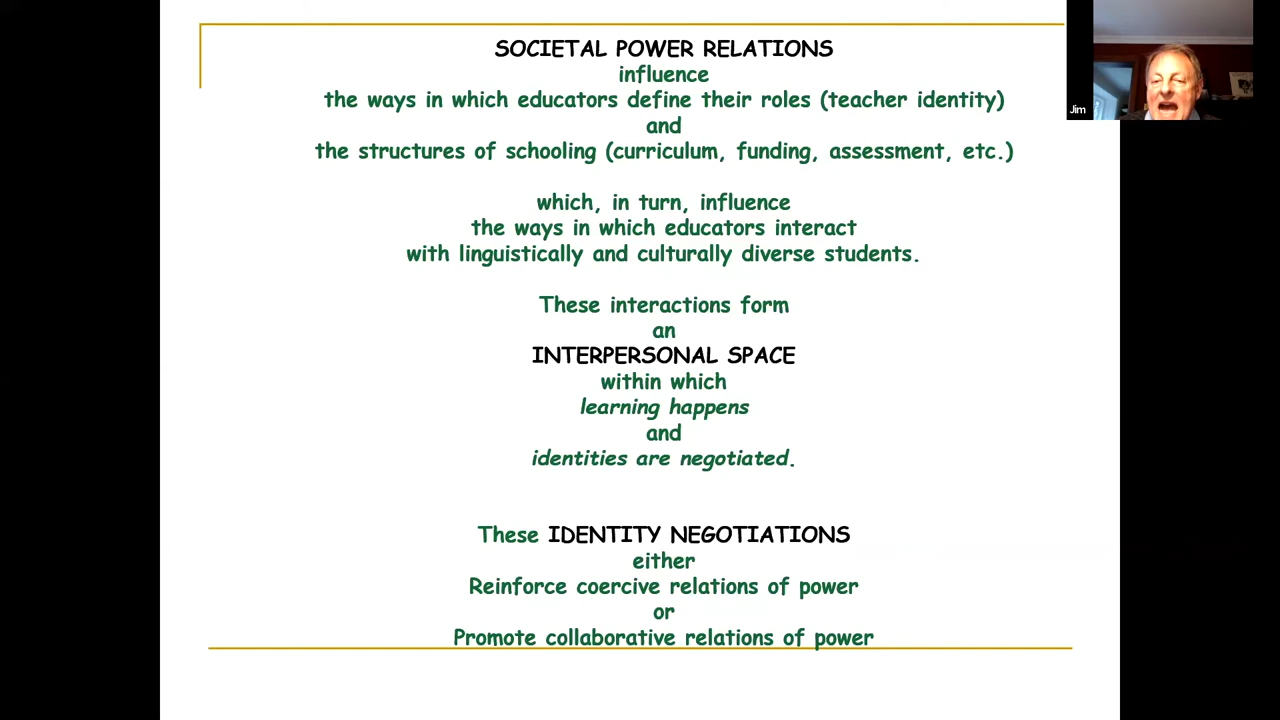 SOCIETAL POWER RELATIONS
influence
the ways in which educators define their roles (teacher identity)
and
the structures of schooling (curriculum, funding, assessment, etc.)
which, in turn, influence
the ways in which educators interact
with linguistically and culturally diverse students.
These interactions form
an
INTERPERSONAL SPACE
within which
learning happens
and
identities are negotiated.
These IDENTITY NEGOTIATIONS
either
Reinforce coercive relations of power
or
Promote collaborative relations of power
Jim